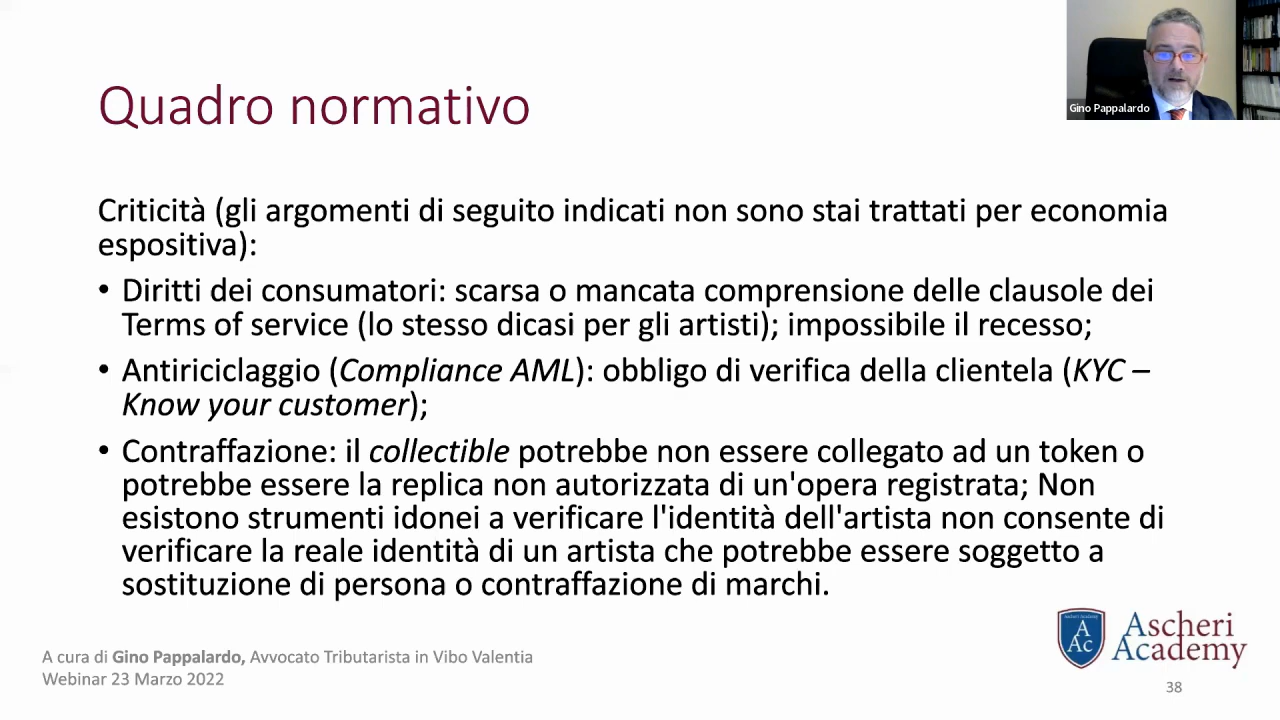 Quadro normativo
Gino Pappalardo
Criticità (gli argomenti di seguito indicati non sono stai trattati per economia
espositiva):
• Diritti dei consumatori: scarsa o mancata comprensione delle clausole dei
Terms of service (lo stesso dicasi per gli artisti); impossibile il recesso;
• Antiriciclaggio (Compliance AML): obbligo di verifica della clientela (KYC –
Know your customer);
• Contraffazione: il collectible potrebbe non essere collegato ad un token o
potrebbe essere la replica non autorizzata di un'opera registrata; Non
esistono strumenti idonei a verificare l'identità dell'artista non consente di
verificare la reale identità di un artista che potrebbe essere soggetto a
sostituzione di persona o contraffazione di marchi.
A cura di Gino Pappalardo, Avvocato Tributarista in Vibo Valentia
Webinar 23 Marzo 2022
Ascheri Academy
A
Ac
Ascheri
Academy
38